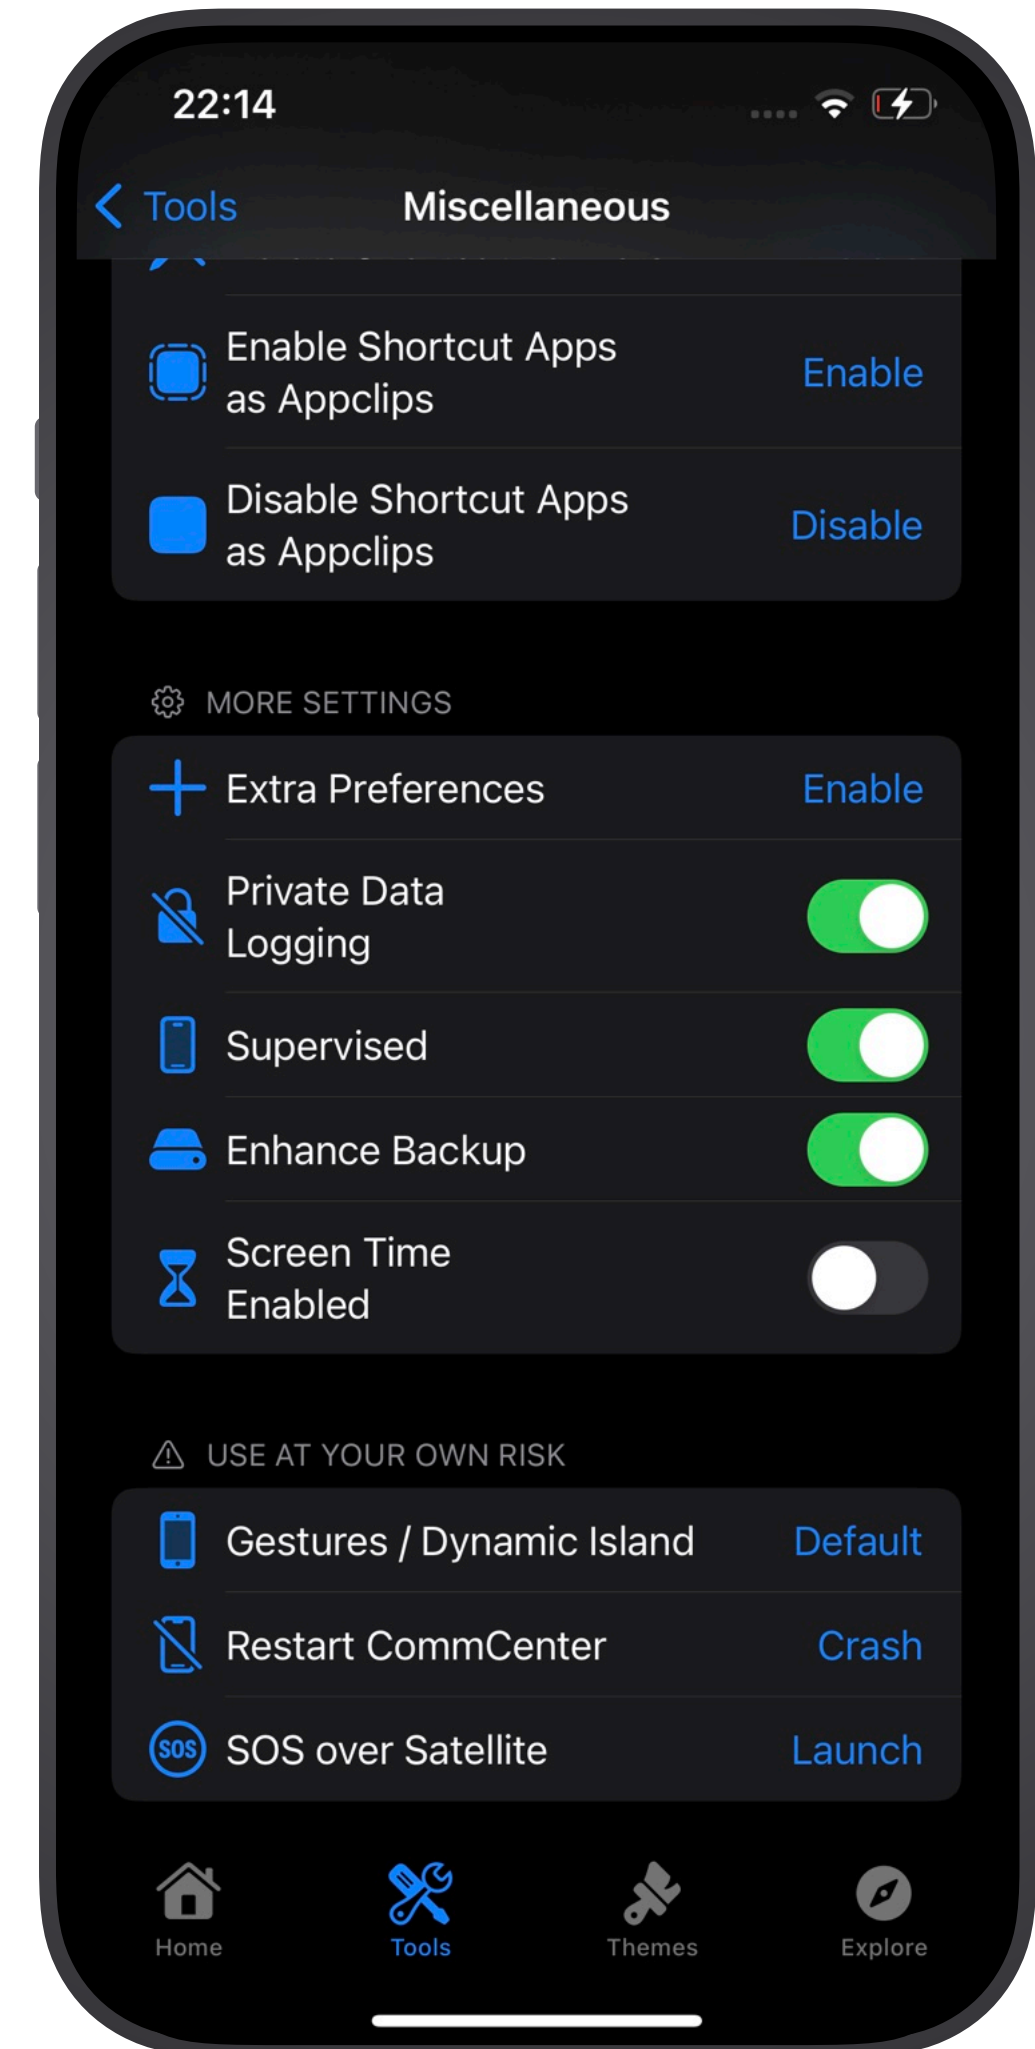 22:14
Tools
Miscellaneous
Enable Shortcut Apps
as Appclips
Enable
Disable Shortcut Apps
as Appclips
Disable
MORE SETTINGS
Extra Preferences
Enable
Private Data
Logging
Supervised
Enhance Backup
Screen Time
Enabled
USE AT YOUR OWN RISK
Gestures / Dynamic Island
Default
Restart CommCenter
Crash
SOS
SOS over Satellite
Launch
Home
Tools
Themes
Explore